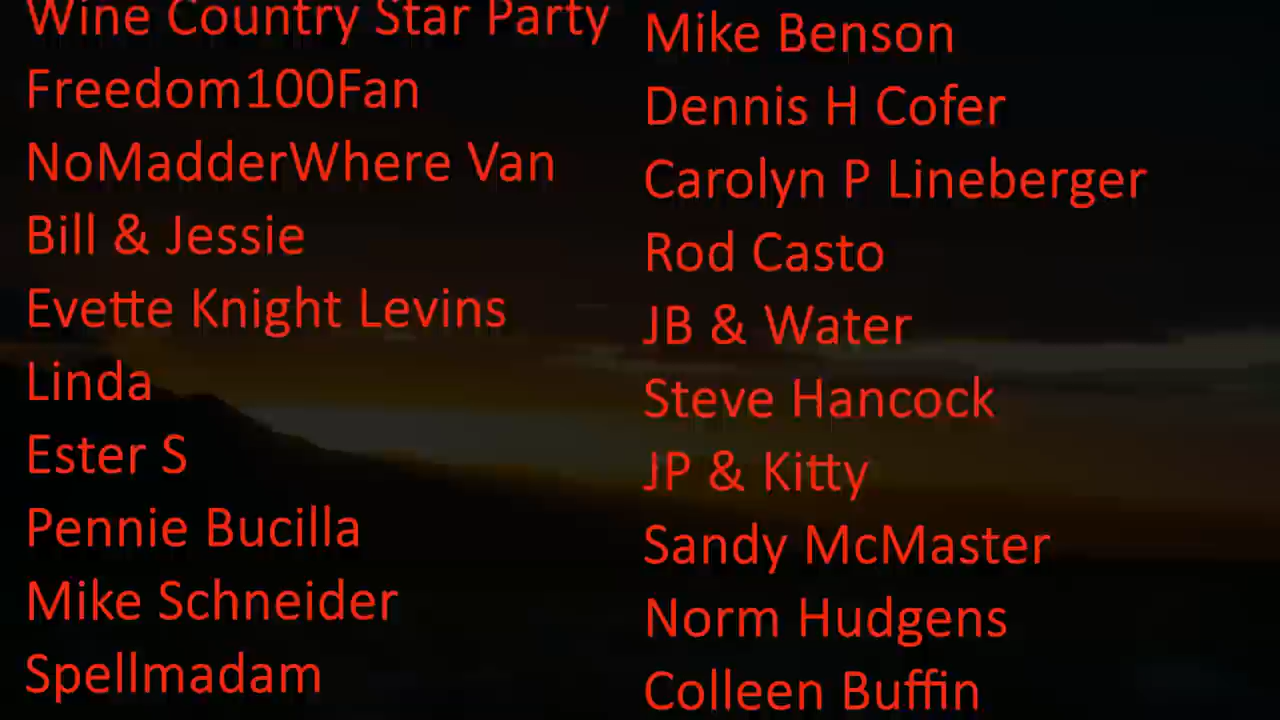 Wine Country Star Party
Freedom100Fan
NoMadderWhere Van
Bill & Jessie
Evette Knight Levins
Linda
Ester S
Pennie Bucilla
Mike Schneider
Spellmadam
Mike Benson
Dennis H Cofer
Carolyn P Lineberger
Rod Casto
JB & Water
Steve Hancock
JP & Kitty
Sandy McMaster
Norm Hudgens
Colleen Buffin